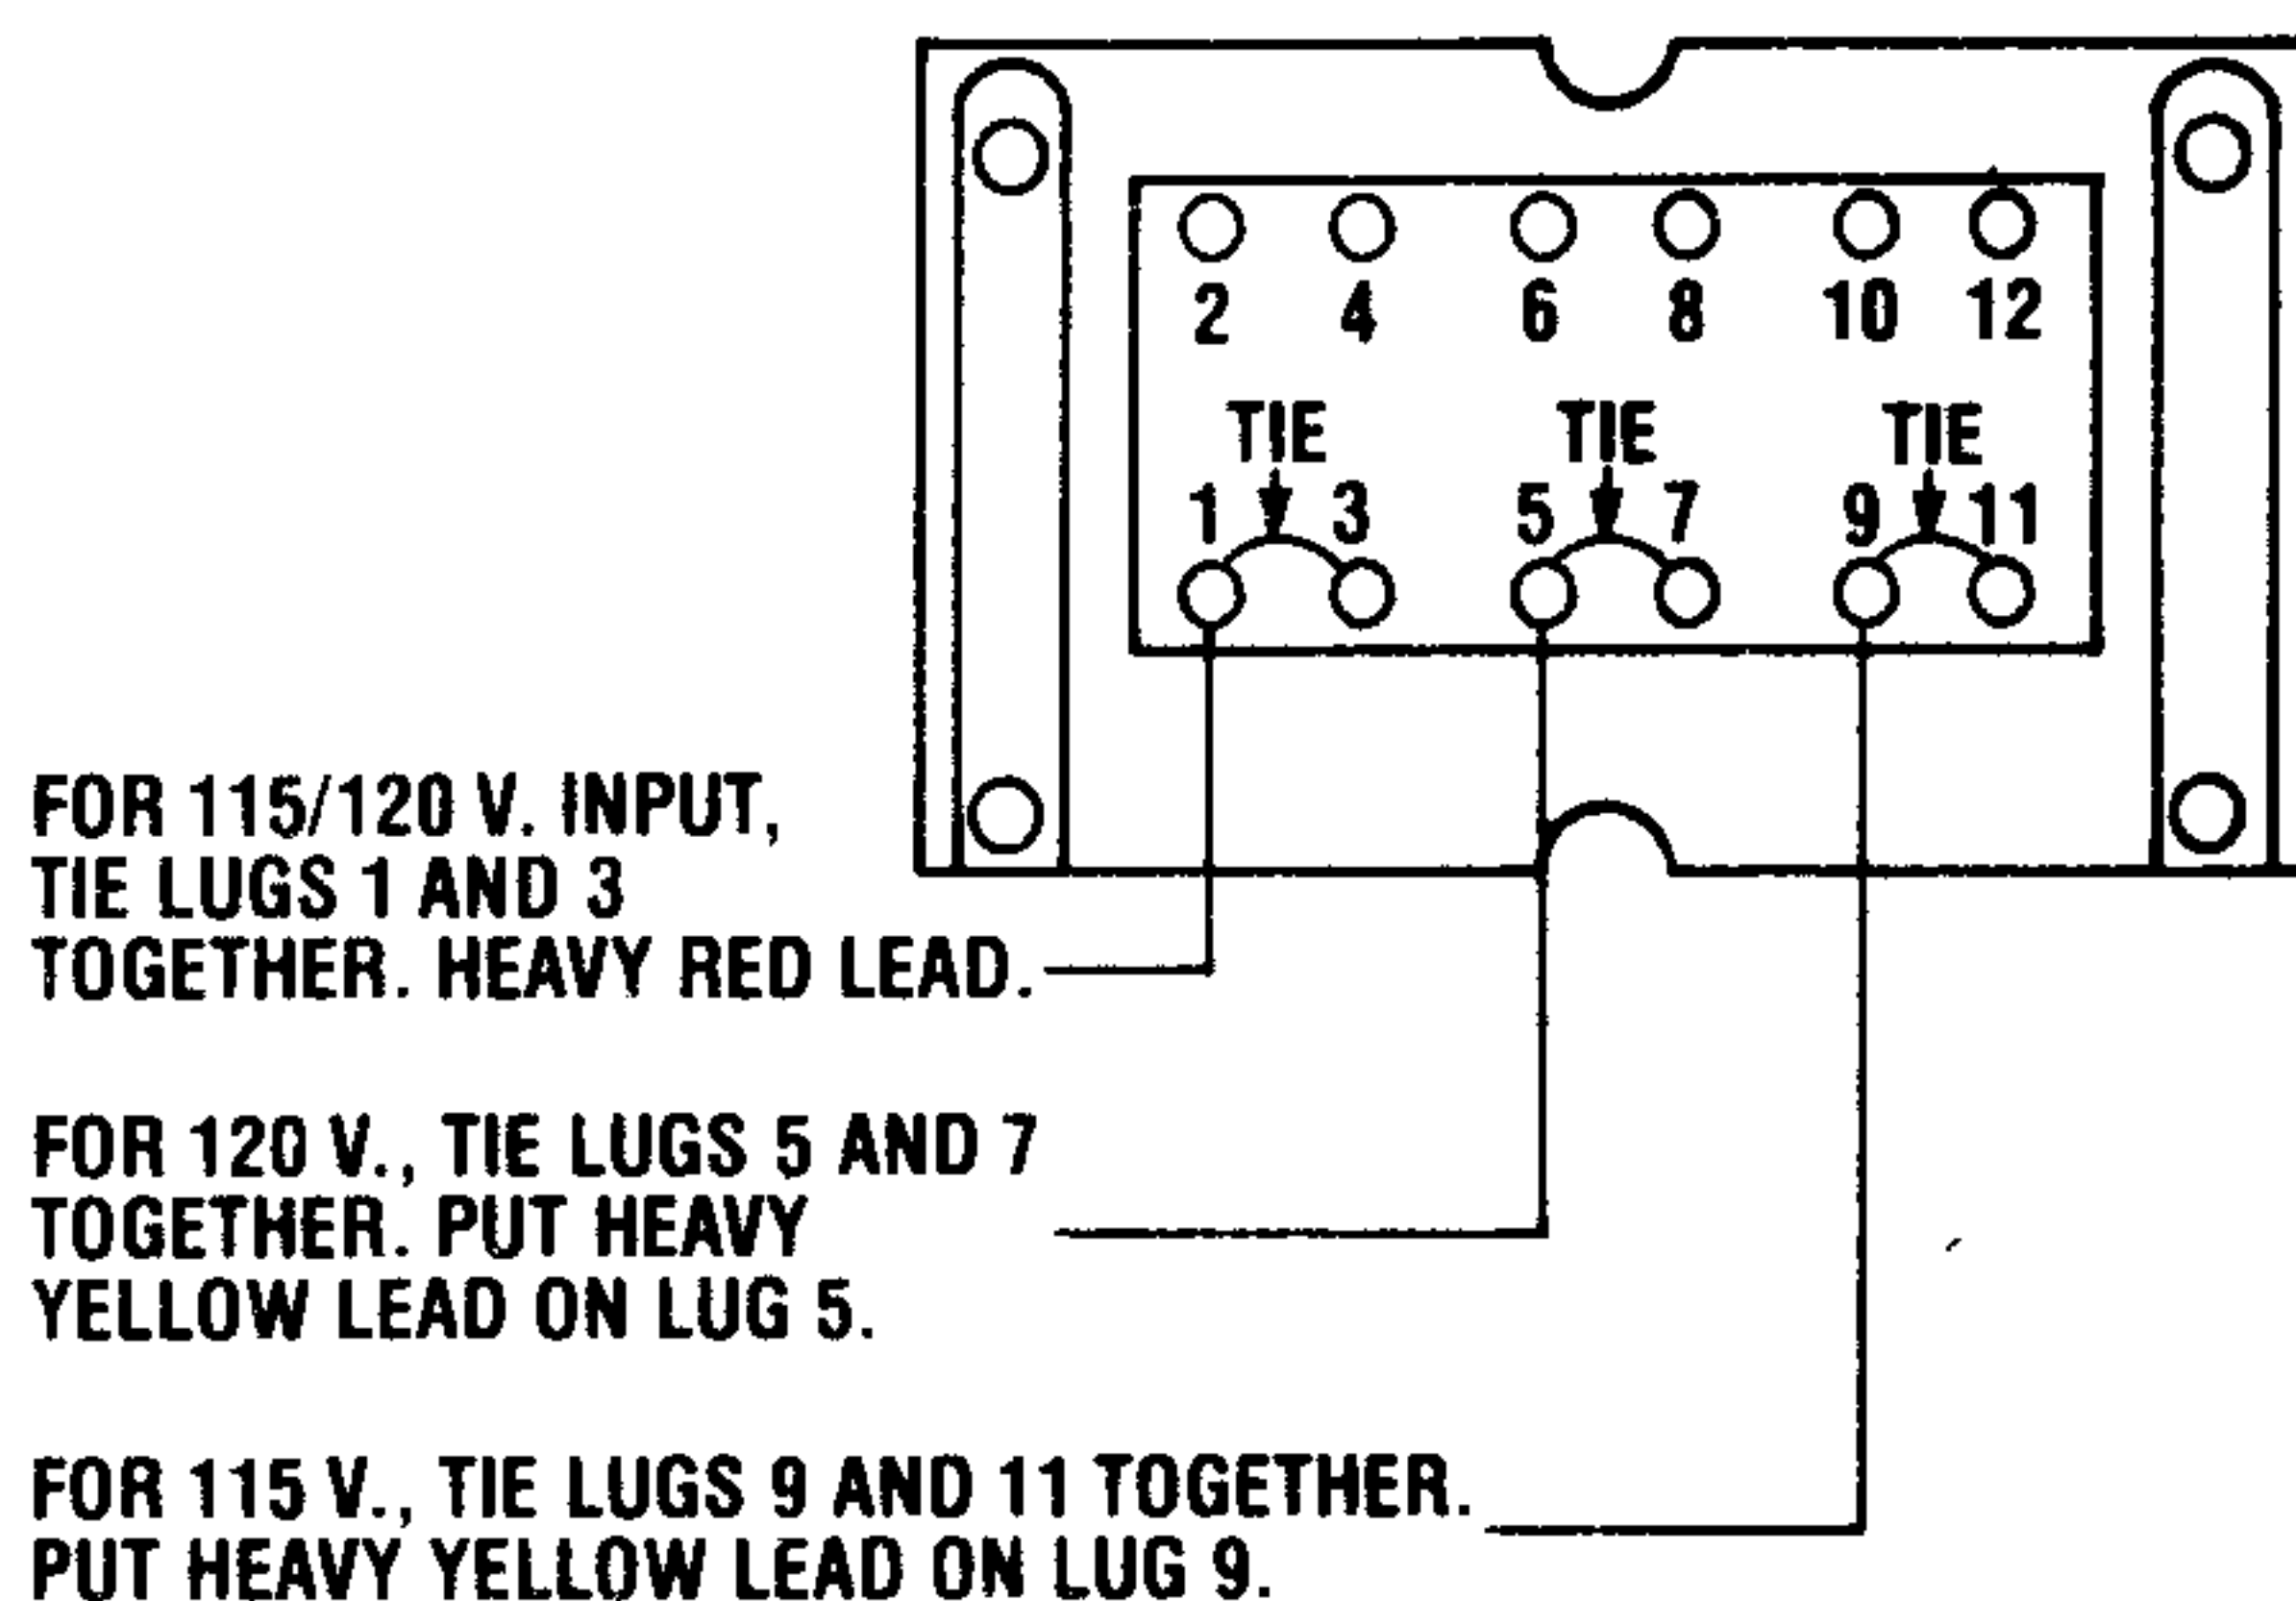 2 4 6 8 10 12
TIE TIE TIE
1 3 5 7 9 11
FOR 115/120 V. INPUT,
TIE LUGS 1 AND 3
TOGETHER. HEAVY RED LEAD.
FOR 120 V., TIE LUGS 5 AND 7
TOGETHER. PUT HEAVY
YELLOW LEAD ON LUG 5.
FOR 115 V., TIE LUGS 9 AND 11 TOGETHER.
PUT HEAVY YELLOW LEAD ON LUG 9.